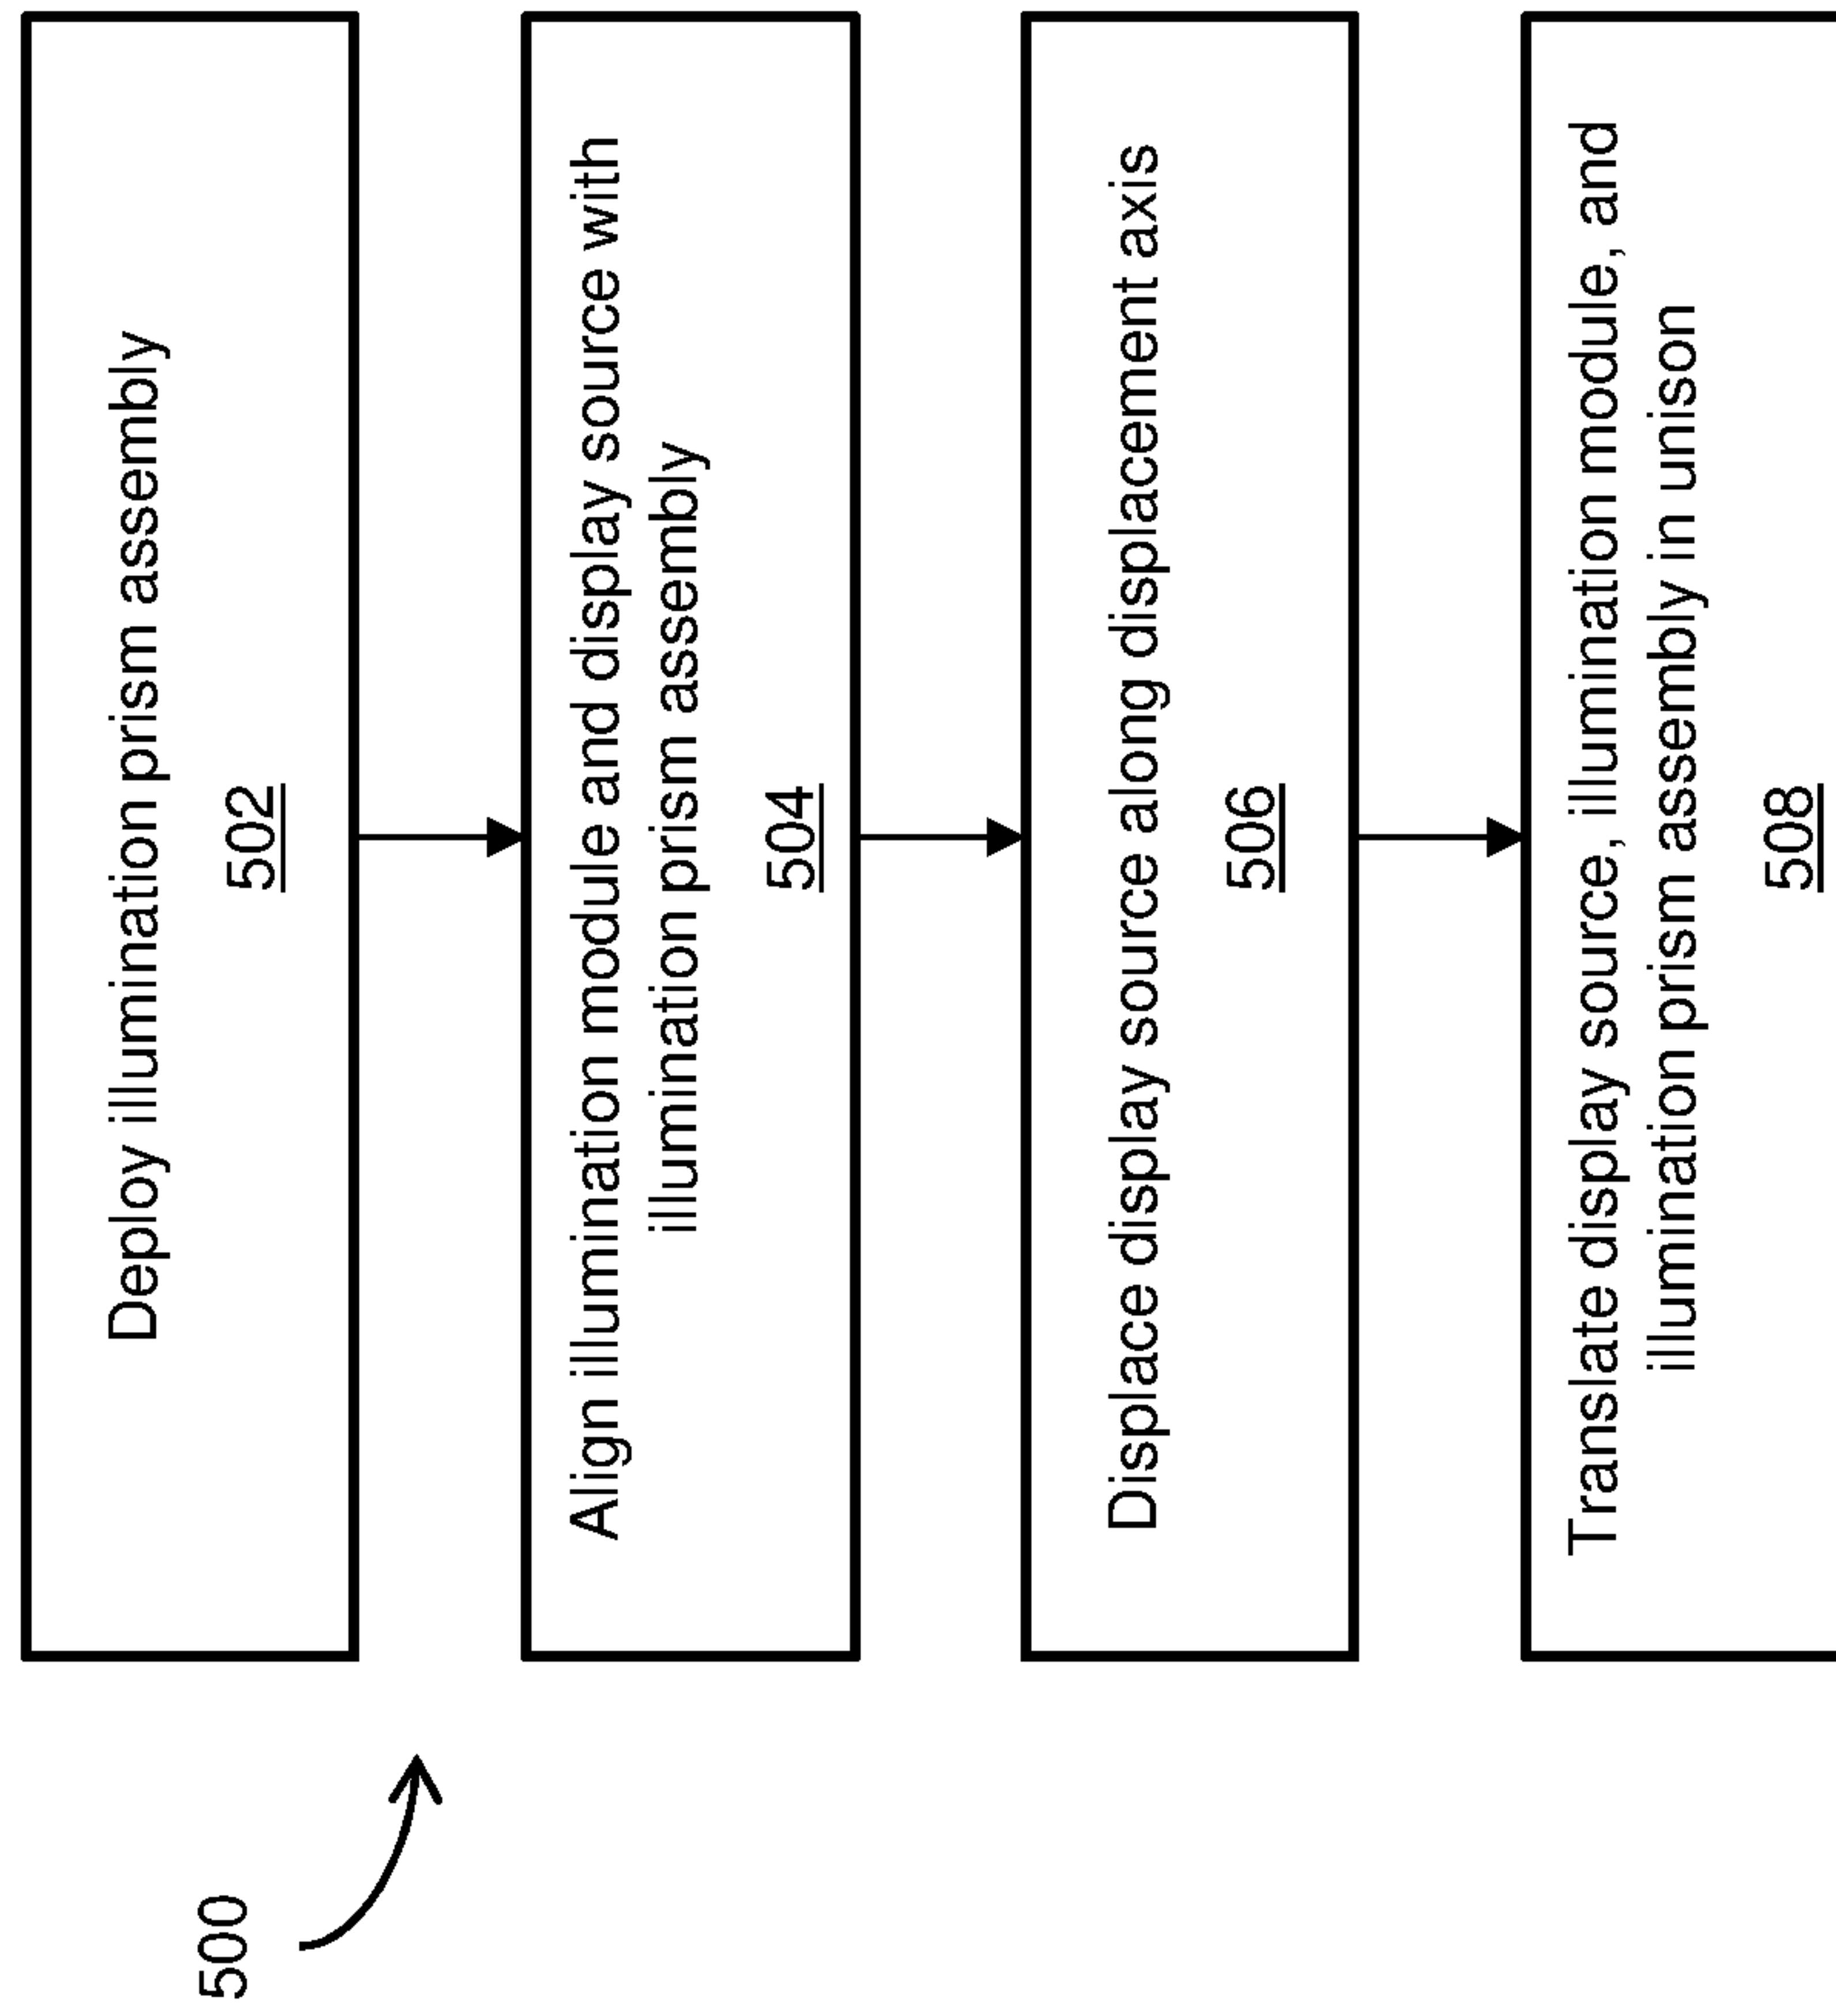 500
Deploy illumination prism assembly
502
Align illumination module and display source with
illumination prism assembly
504
Displace display source along displacement axis
506
Translate display source, illumination module, and
illumination prism assembly in unison
508